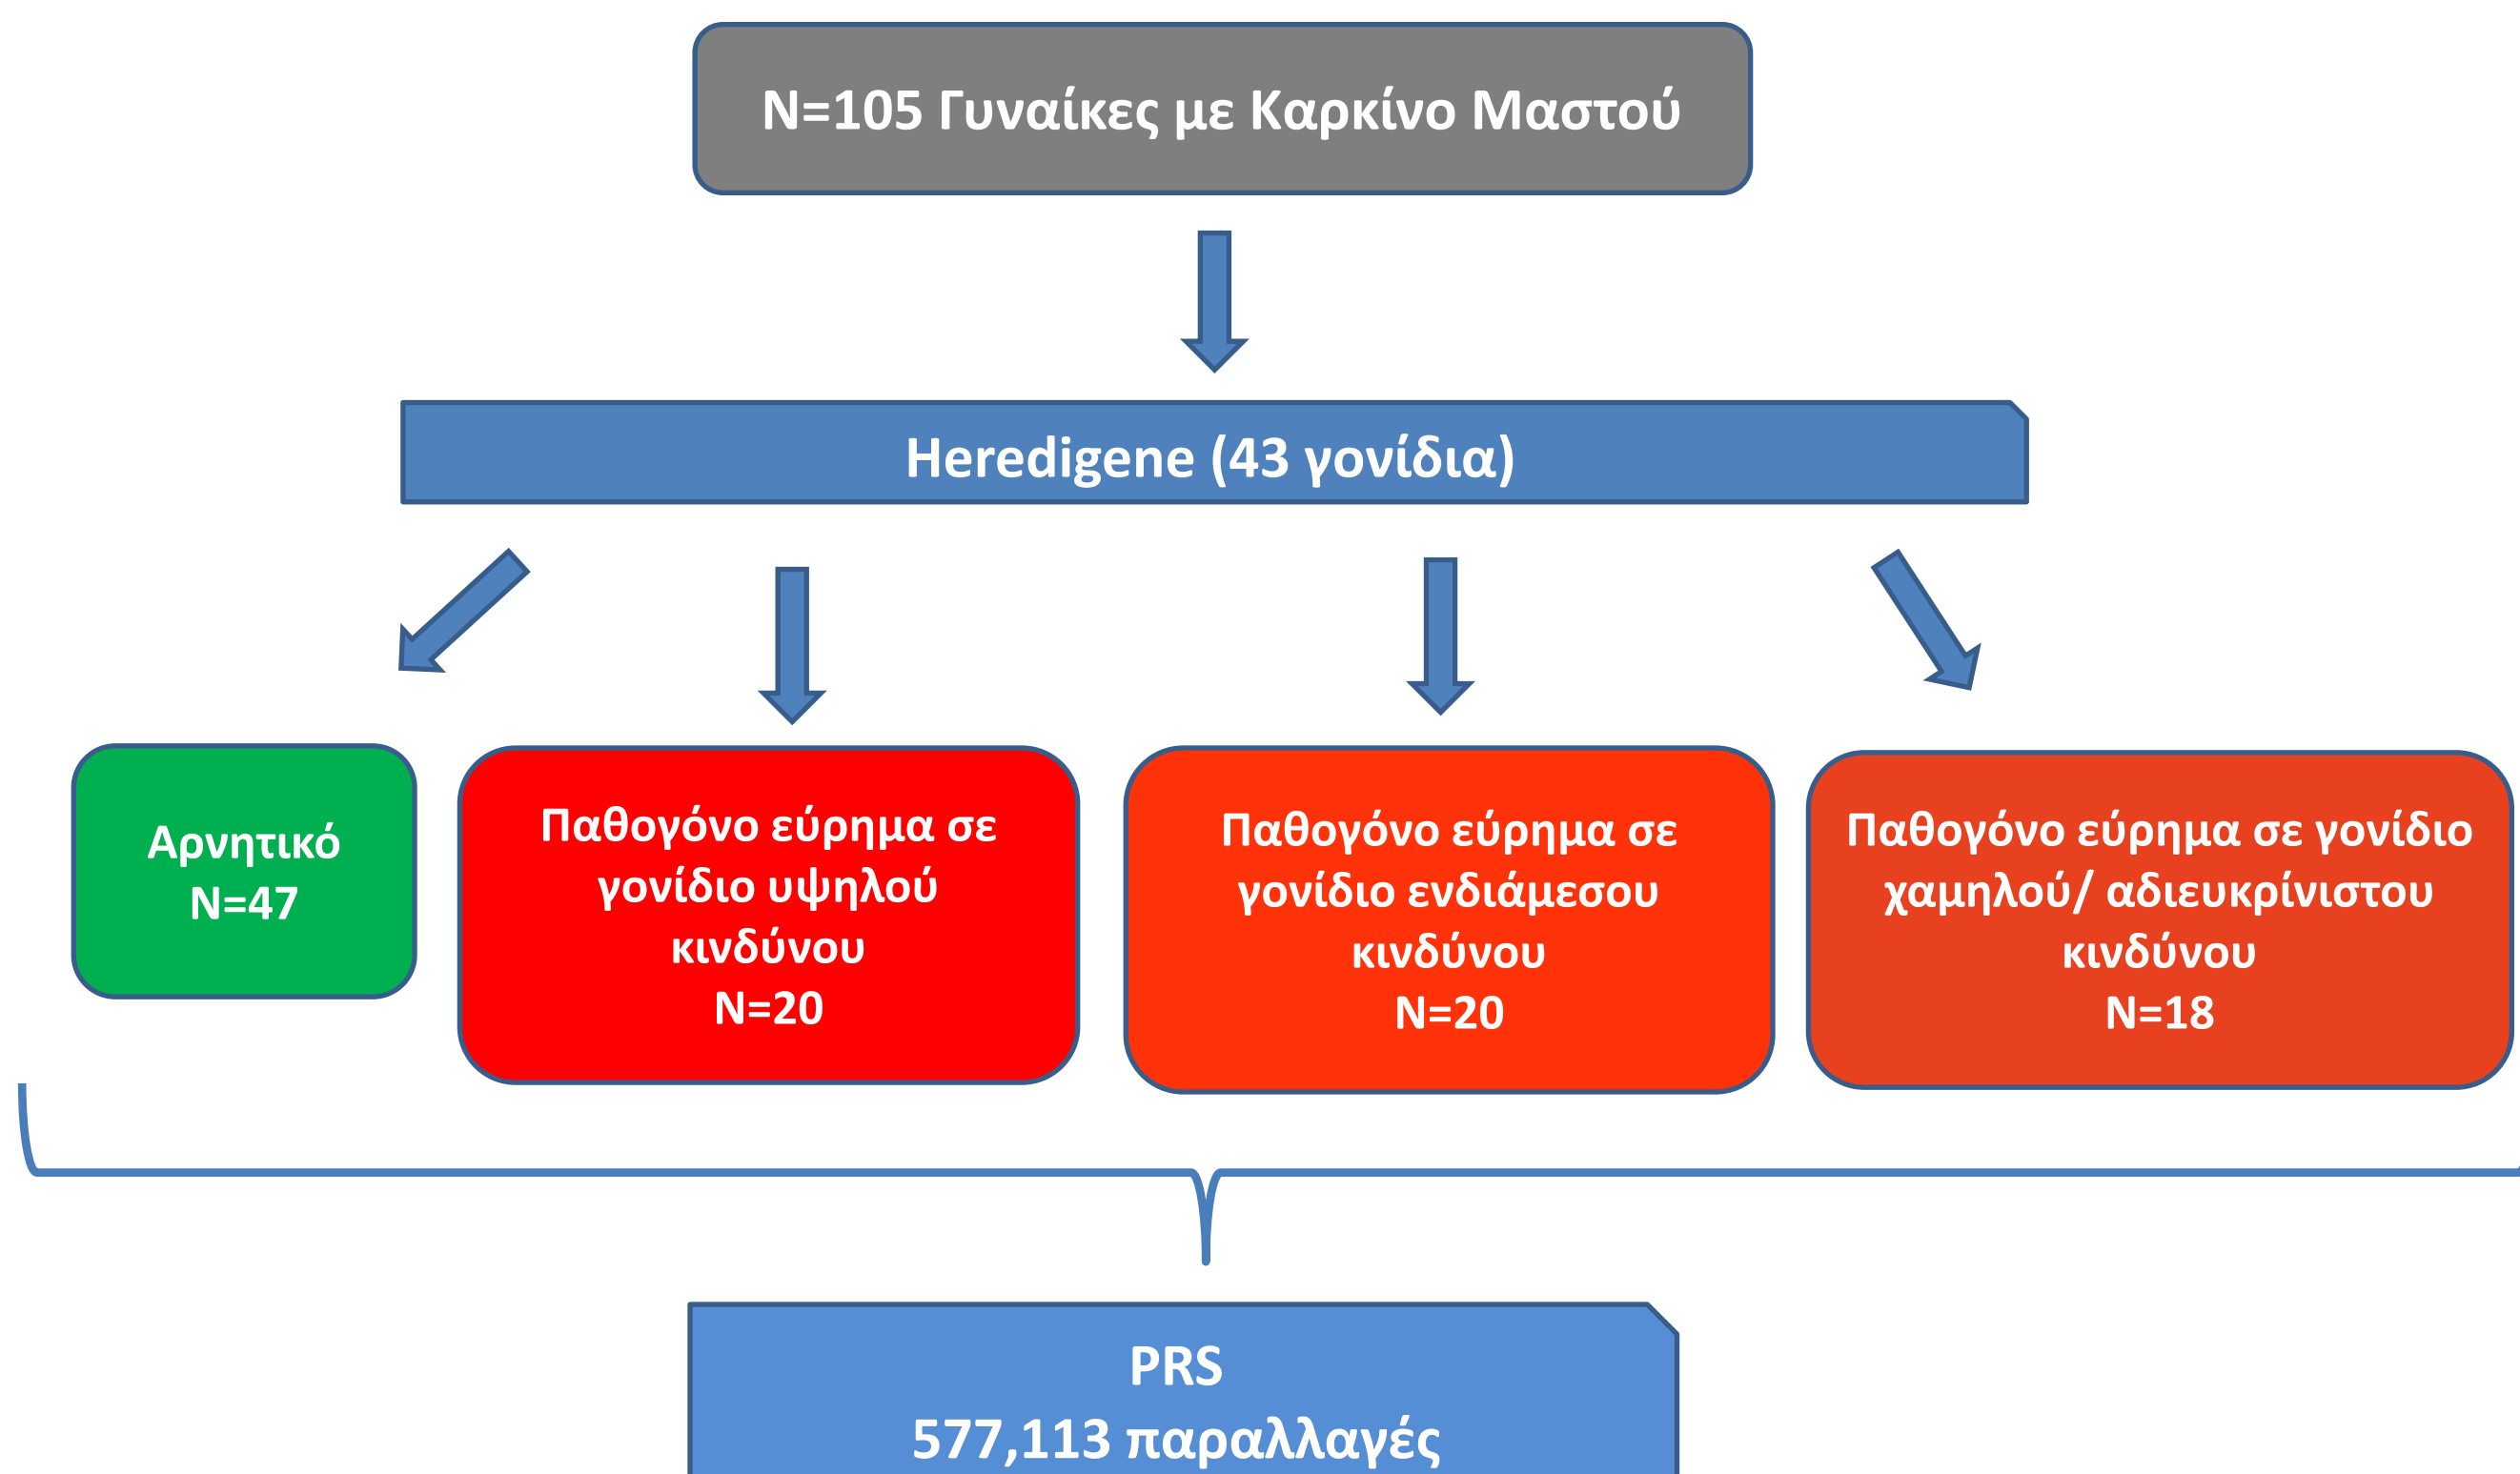 N=105 Γυναίκες με Καρκίνο Μαστού
Heredigene (43 γονίδια)
Αρνητικό
N=47
Παθογόνο εύρημα σε
γονίδιο υψηλού
κινδύνου
N=20
Παθογόνο εύρημα σε
γονίδιο ενδιάμεσου
κινδύνου
N=20
Παθογόνο εύρημα σε γονίδιο
χαμηλού/ αδιευκρίνιστου
κινδύνου
N=18
PRS
577,113 παραλλαγές